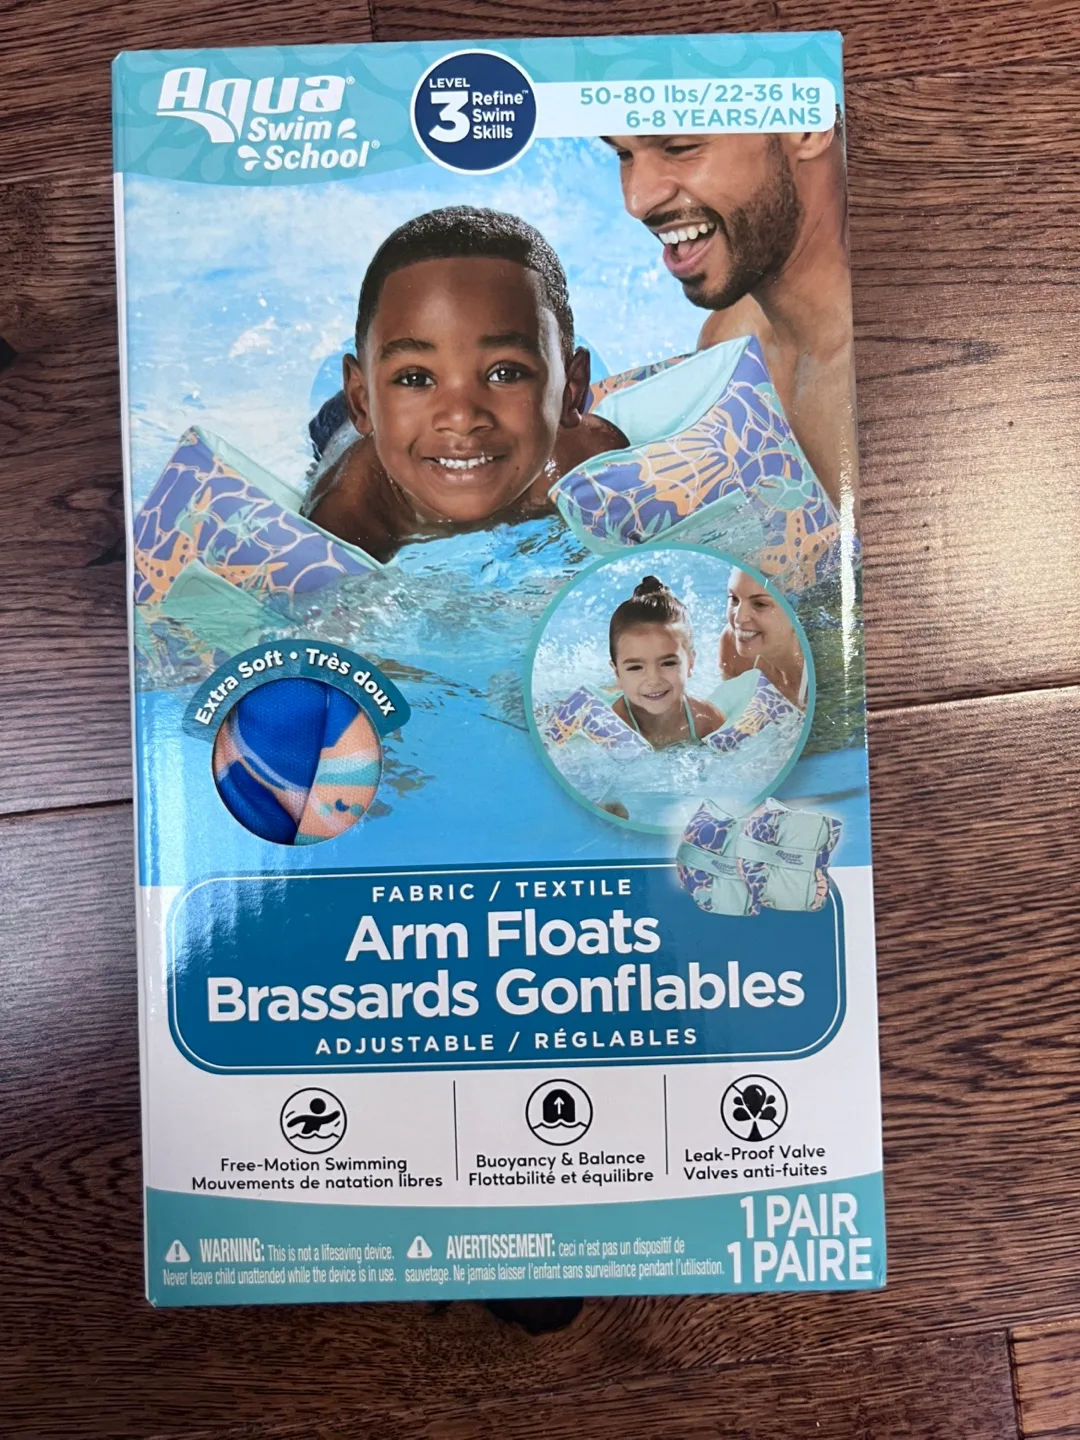 Aqua®
Swim
School®
LEVEL
3
Refine™
Swim
Skills
50-80 lbs/22-36 kg
6-8 YEARS/ANS
Extra Soft • Très doux
FABRIC / TEXTILE
Arm Floats
Brassards Gonflables
ADJUSTABLE / RÉGLABLES
Free-Motion Swimming
Mouvements de natation libres
Buoyancy & Balance
Flottabilité et équilibre
Leak-Proof Valve
Valves anti-fuites
WARNING: This is not a lifesaving device.
Never leave child unattended while the device is in use.
AVERTISSEMENT: ceci n'est pas un dispositif de
sauvetage. Ne jamais laisser l'enfant sans surveillance pendant l'utilisation.
1 PAIR
1 PAIRE